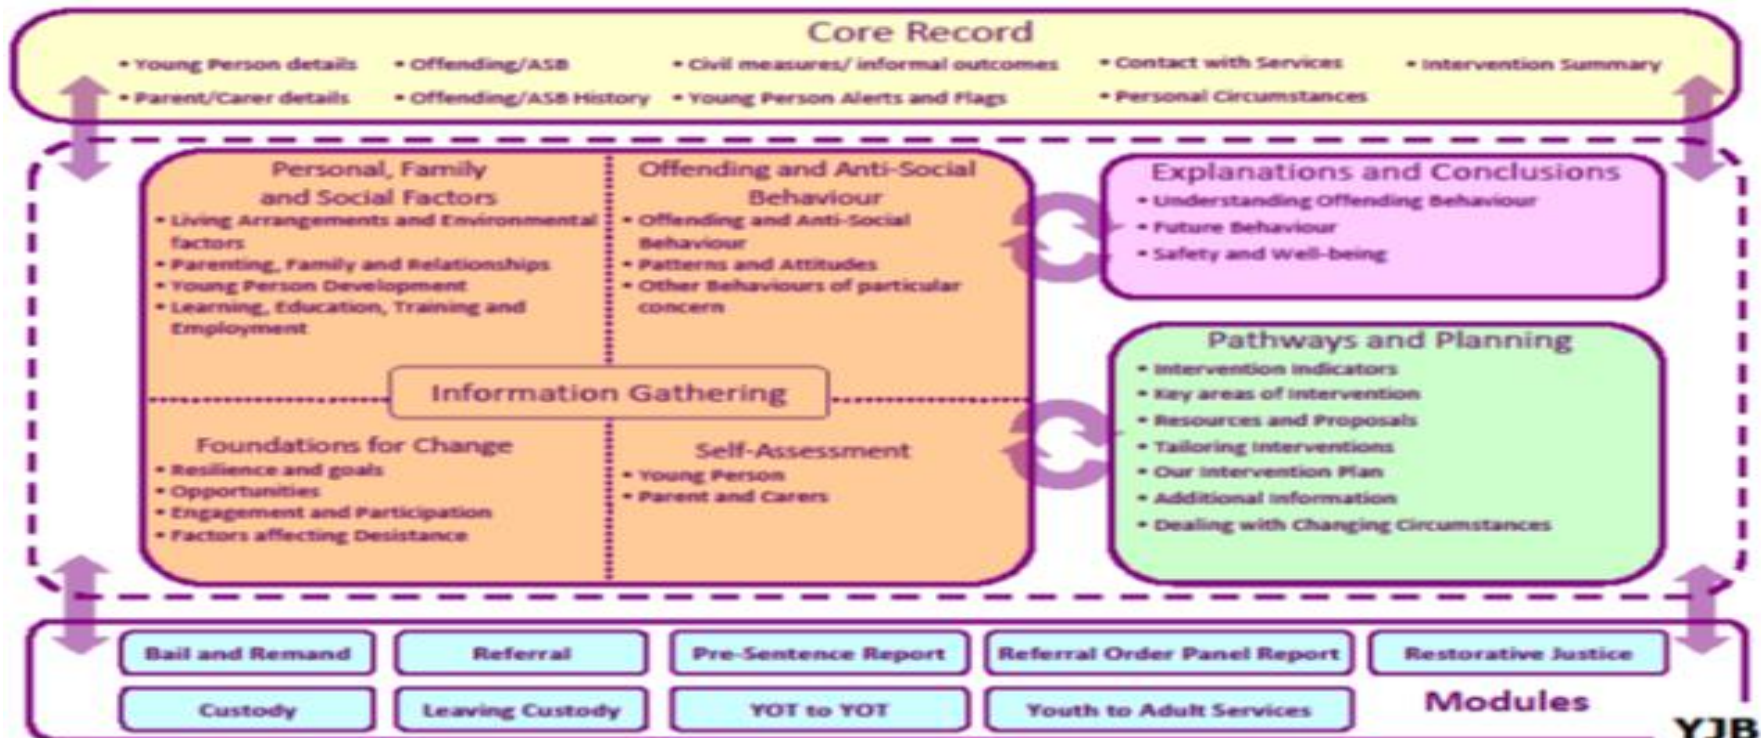 Core Record
• Young Person details • Offending/ASB • Civil measures/ informal outcomes • Contact with Services • Intervention Summary
• Parent/Carer details • Offending/ASB History • Young Person Alerts and Flags • Personal Circumstances
Personal, Family
and Social Factors
• Living Arrangements and Environmental
factors
• Parenting, Family and Relationships
• Young Person Development
• Learning, Education, Training and
Employment
Offending and Anti-Social
Behaviour
• Offending and Anti-Social
Behaviour
• Patterns and Attitudes
• Other Behaviours of particular
concern
Information Gathering
Foundations for Change
• Resilience and goals
• Opportunities
• Engagement and Participation
• Factors affecting Desistance
Self-Assessment
• Young Person
• Parent and Carers
Explanations and Conclusions
• Understanding Offending Behaviour
• Future Behaviour
• Safety and Well-being
Pathways and Planning
• Intervention Indicators
• Key areas of Intervention
• Resources and Proposals
• Tailoring Interventions
• Our Intervention Plan
• Additional Information
• Dealing with Changing Circumstances
Bail and Remand
Referral
Pre-Sentence Report
Referral Order Panel Report
Restorative Justice
Custody
Leaving Custody
YOT to YOT
Youth to Adult Services
Modules
YJB